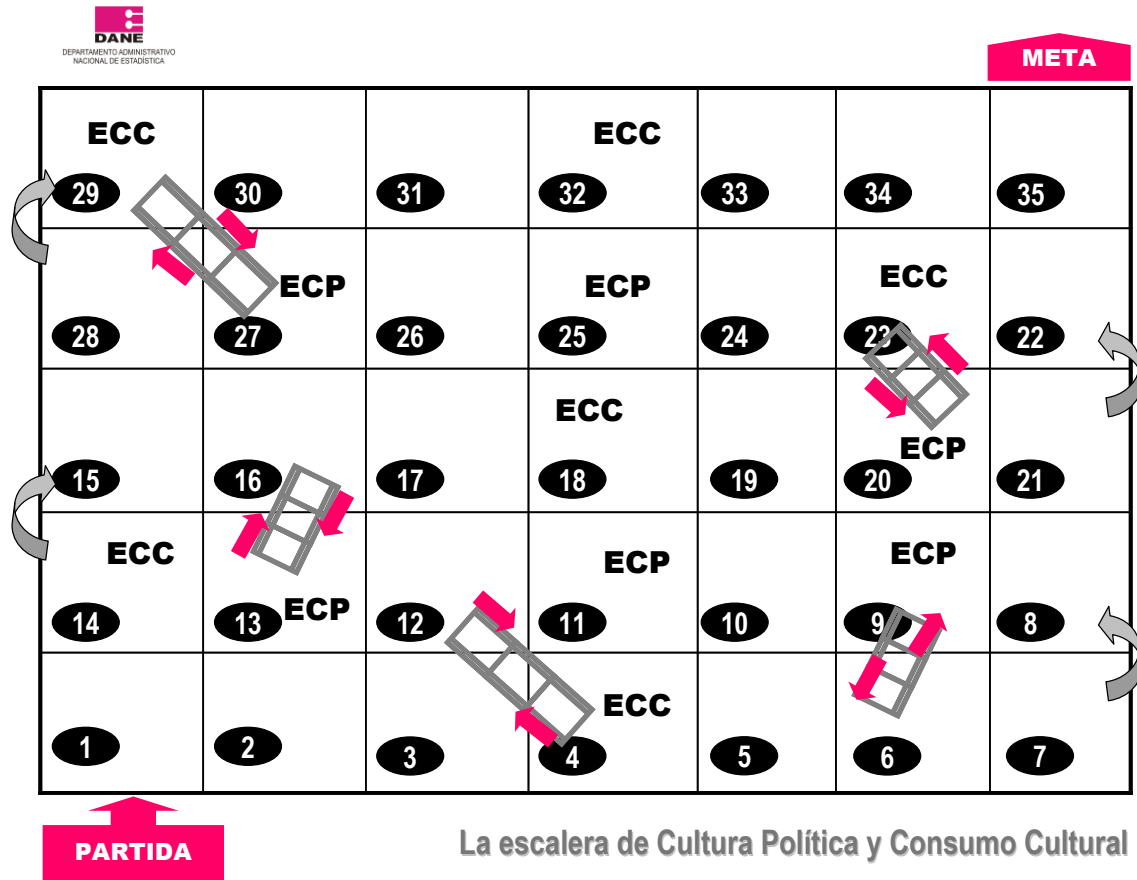 DANE
DEPARTAMENTO ADMINISTRATIVO
NACIONAL DE ESTADÍSTICA
META
ECC ECC
29 30 31 32 33 34 35
ECP ECP ECC
28 27 26 25 24 23 22
ECC
ECP
15 16 17 18 19 20 21
ECC ECP ECP
ECP
14 13 12 11 10 9 8
ECC
1 2 3 4 5 6 7
PARTIDA
La escalera de Cultura Política y Consumo Cultural